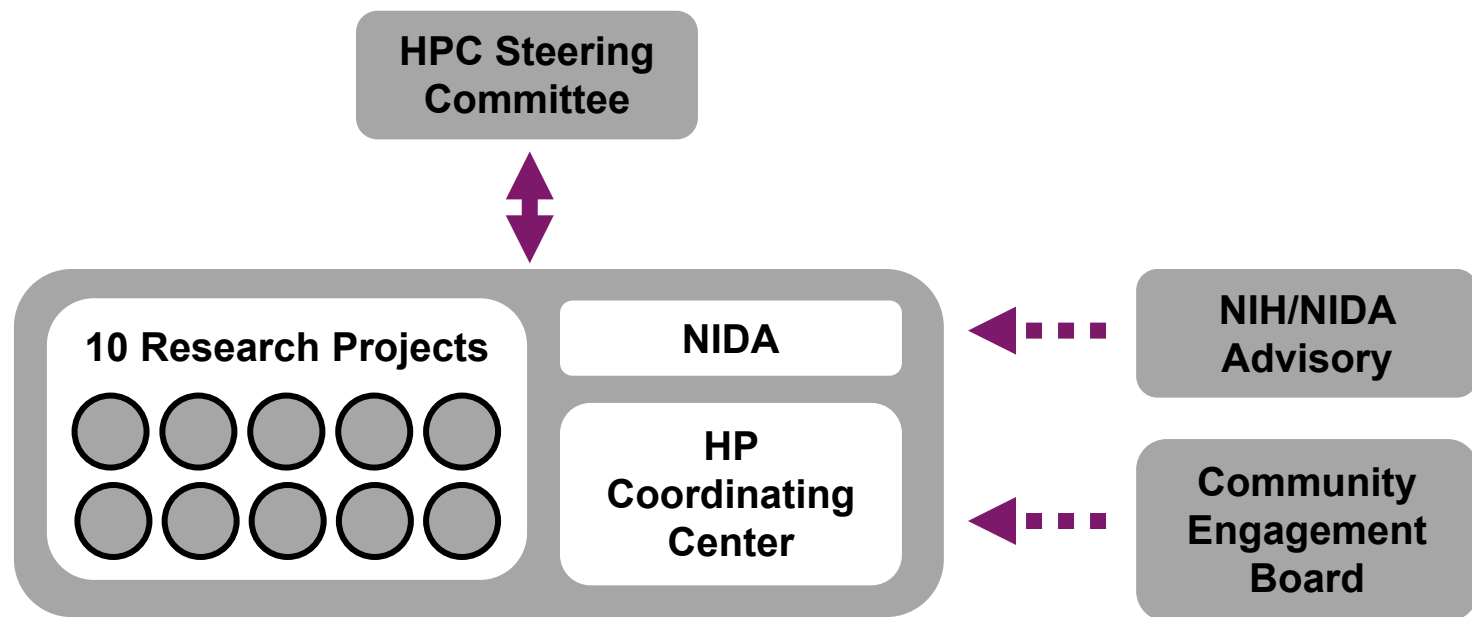 HPC Steering
Committee
10 Research Projects
NIDA
HP
Coordinating
Center
NIH/NIDA
Advisory
Community
Engagement
Board